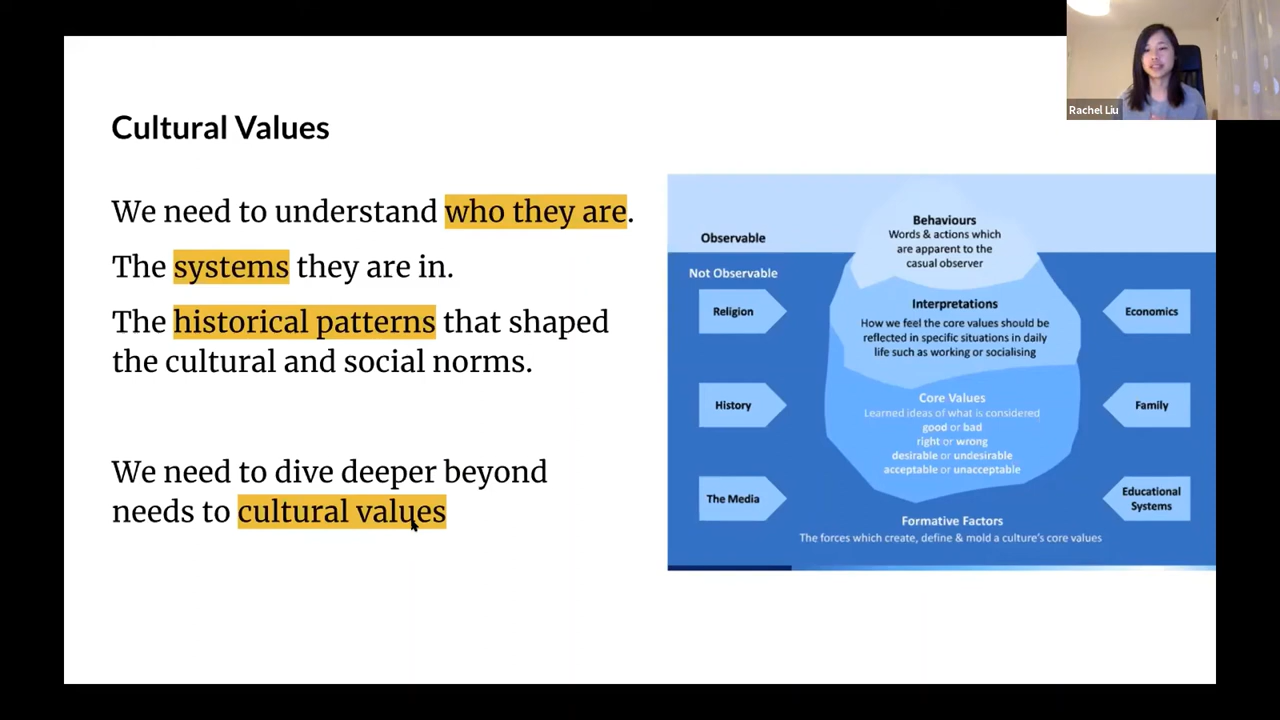 Rachel Liu
Cultural Values
We need to understand who they are.
The systems they are in.
The historical patterns that shaped
the cultural and social norms.
We need to dive deeper beyond
needs to cultural values
Observable
Not Observable
Behaviours
Words & actions which
are apparent to the
casual observer
Interpretations
How we feel the core values should be
reflected in specific situations in daily
life such as working or socialising
Core Values
Learned ideas of what is considered
good or bad
right or wrong
desirable or undesirable
acceptable or unacceptable
Religion
History
The Media
Economics
Family
Educational
Systems
Formative Factors
The forces which create, define & mold a culture's core values